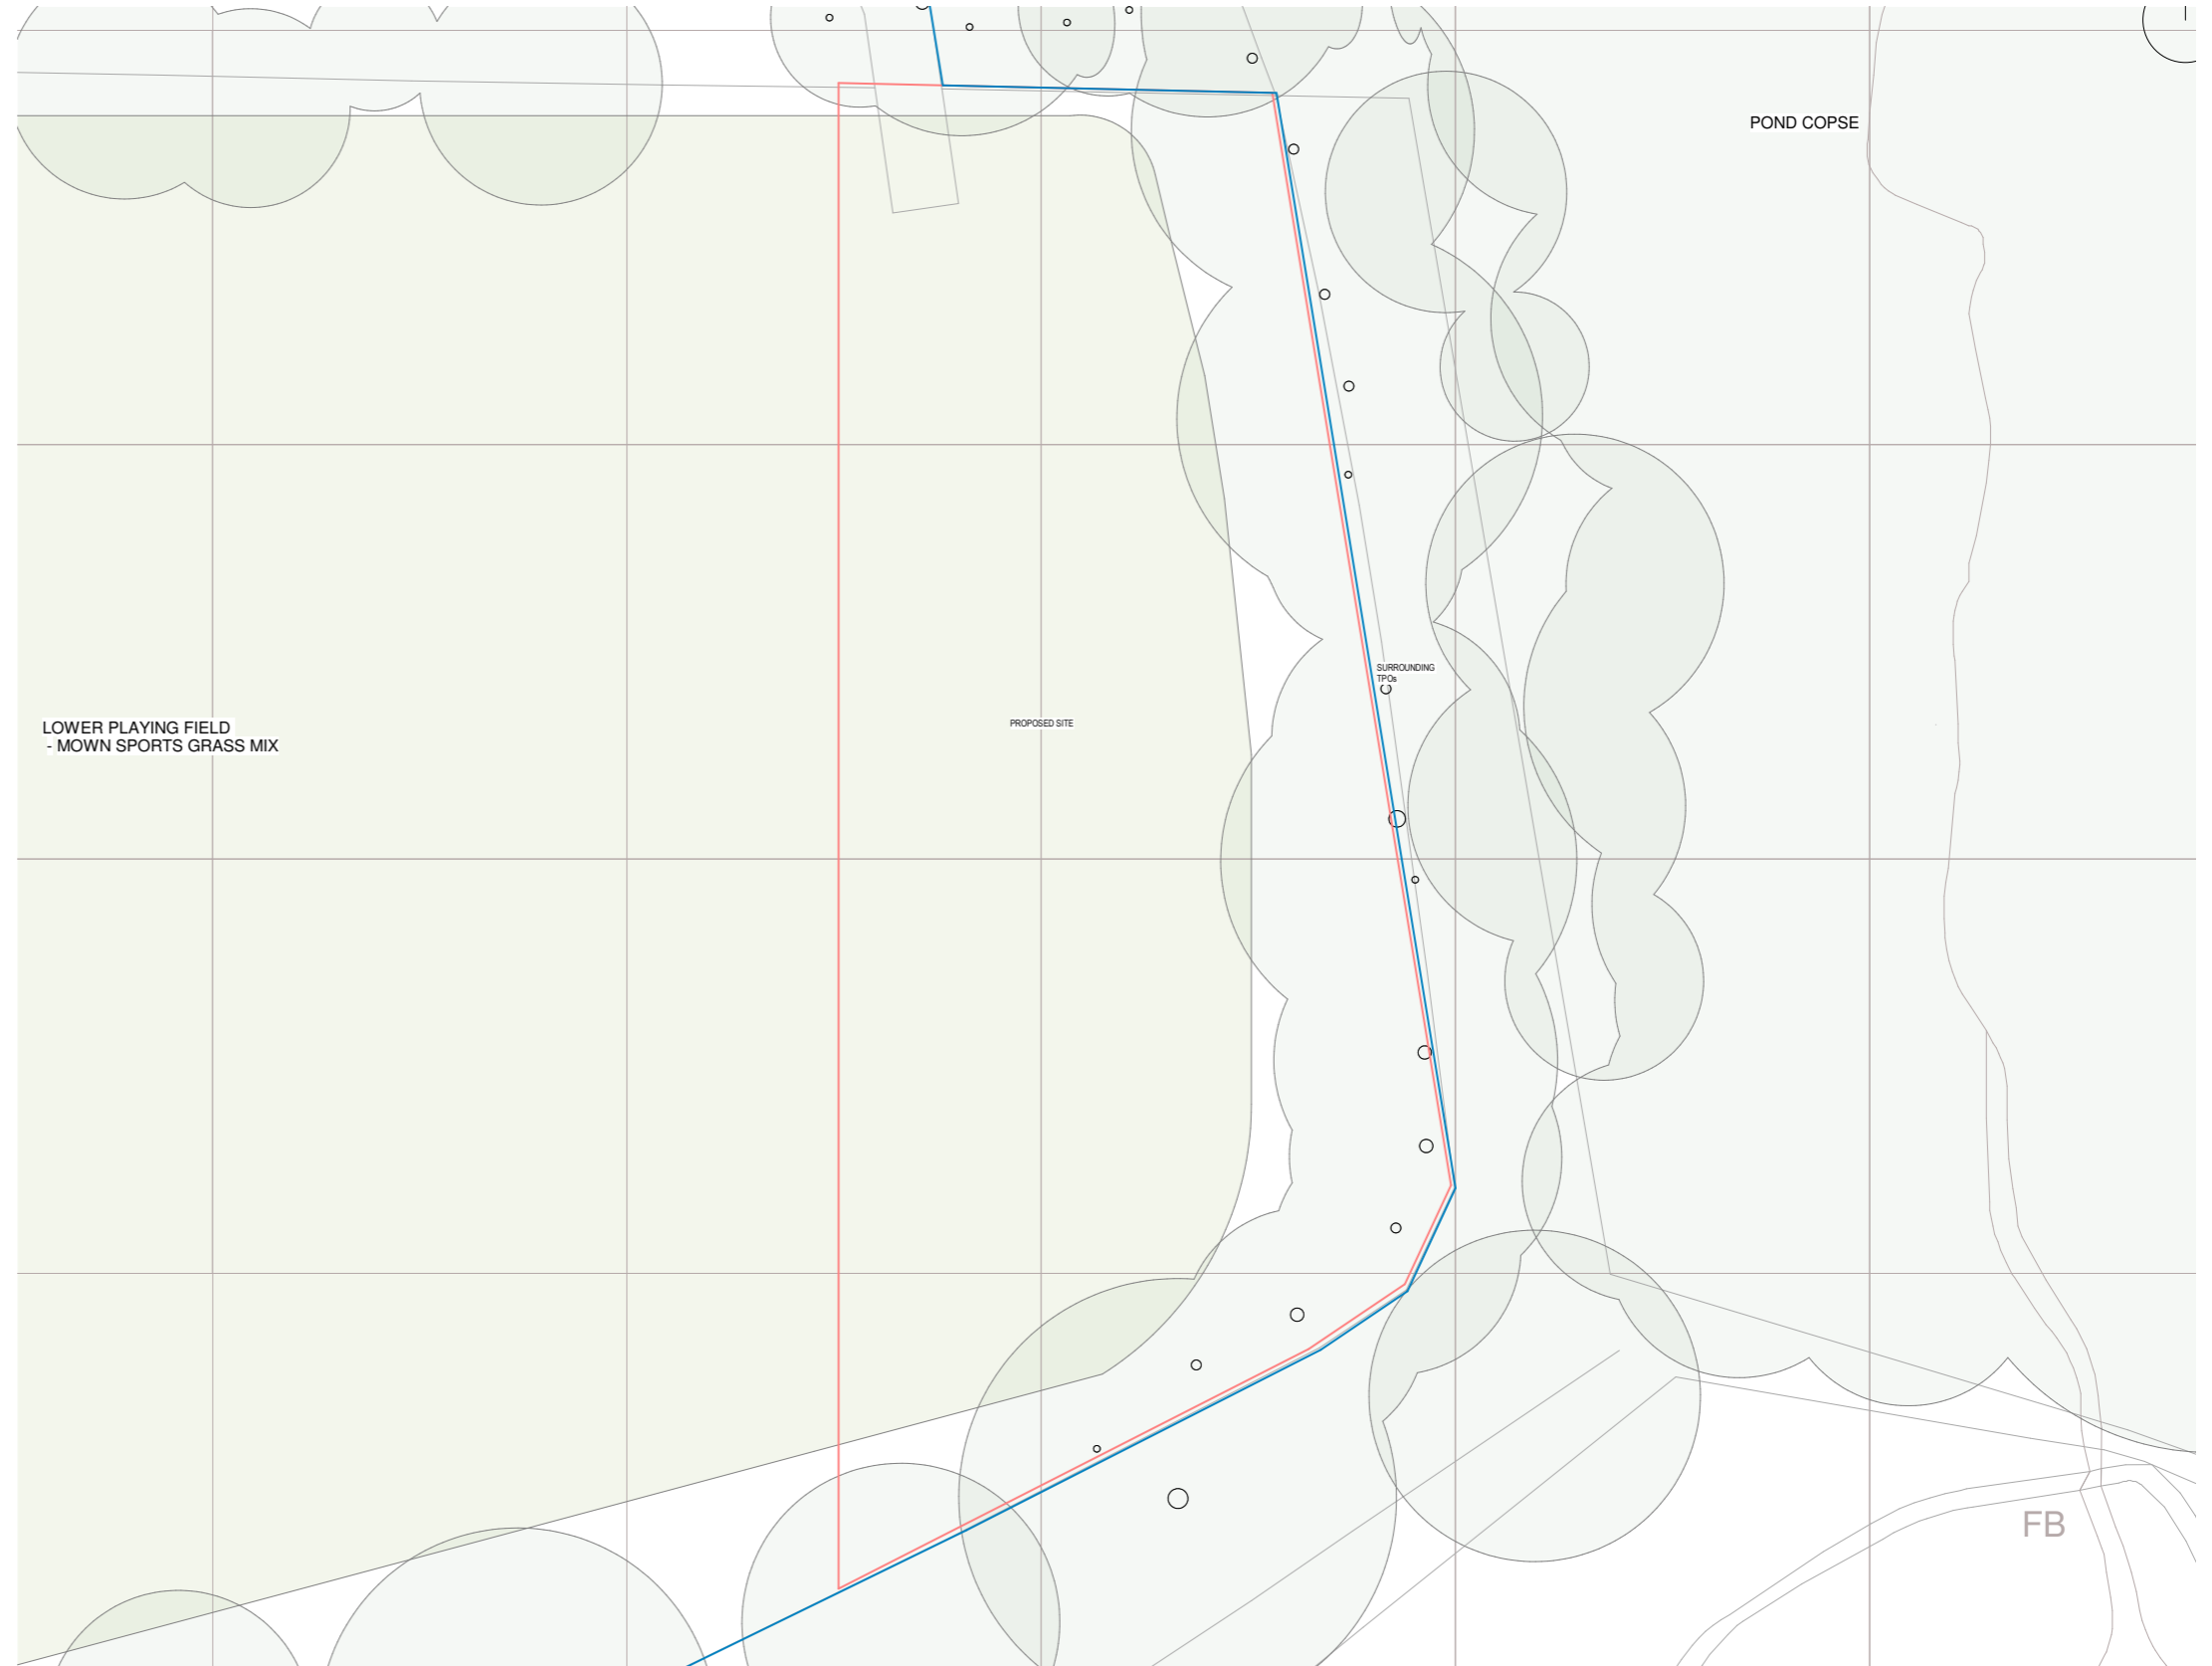 POND COPSE
SURROUNDING
TPOs
PROPOSED SITE
LOWER PLAYING FIELD
- MOWN SPORTS GRASS MIX
FB